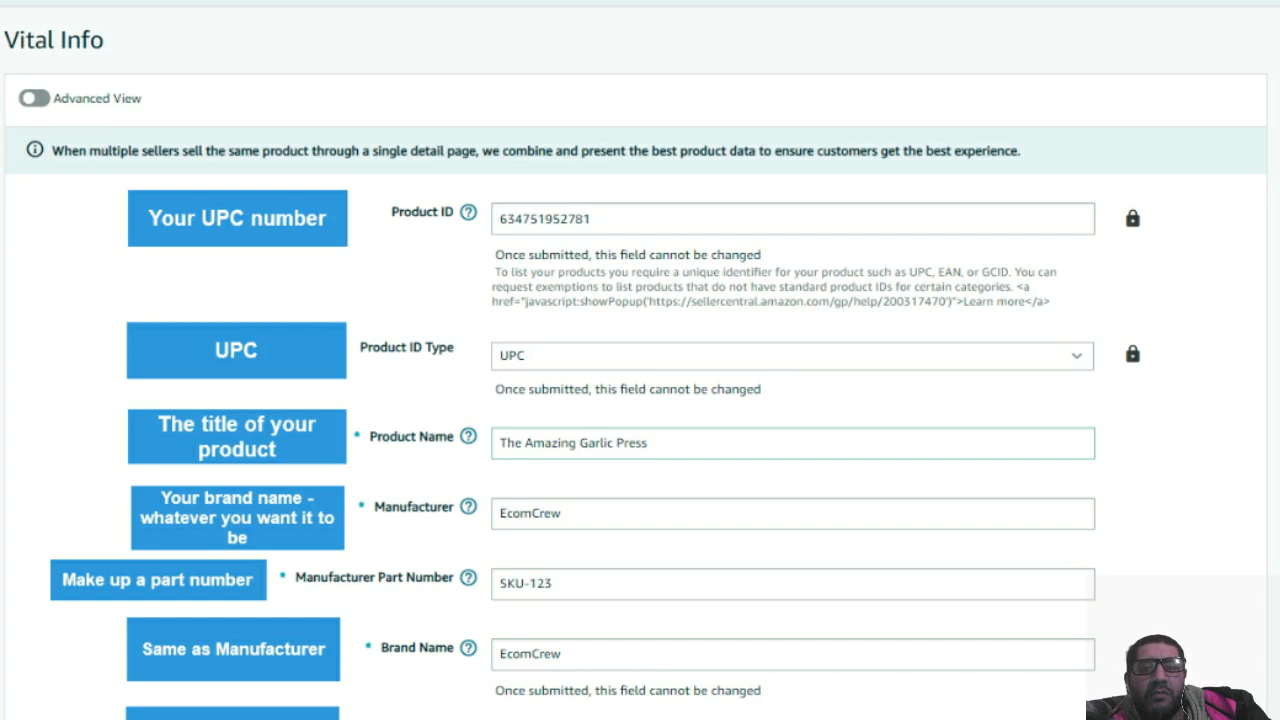 Vital Info
Advanced View
When multiple sellers sell the same product through a single detail page, we combine and present the best product data to ensure customers get the best experience.
Your UPC number
Product ID
634751952781
Once submitted, this field cannot be changed
To list your products you require a unique identifier for your product such as UPC, EAN, or GCID. You can
request exemptions to list products that do not have standard product IDs for certain categories. <a
href="javascript:showPopup('https://sellercentral.amazon.com/gp/help/200317470')">Learn more</a>
UPC
Product ID Type
UPC
Once submitted, this field cannot be changed
The title of your
product
* Product Name
The Amazing Garlic Press
Your brand name -
whatever you want it to
be
* Manufacturer
EcomCrew
Make up a part number
* Manufacturer Part Number
SKU-123
Same as Manufacturer
* Brand Name
EcomCrew
Once submitted, this field cannot be changed